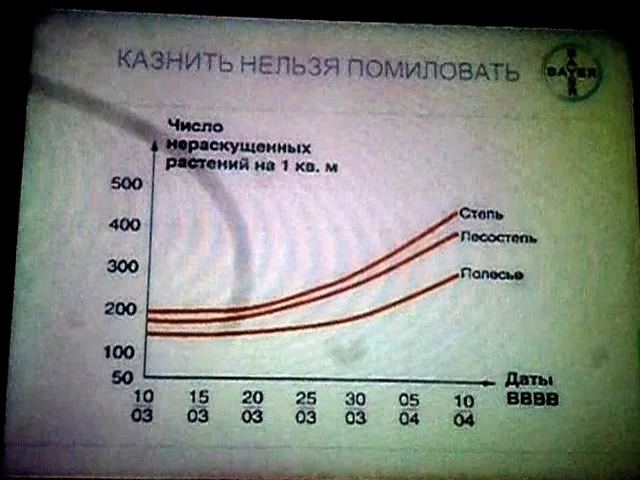 КАЗНИТЬ НЕЛЬЗЯ ПОМИЛОВАТЬ
BAYER
Число
нераскущенных
растений на 1 кв. м
500
400
300
200
100
50
Степь
Лесостепь
Полесье
10 15 20 25 30 05 10
03 03 03 03 03 04 04
Даты
ВВВВ